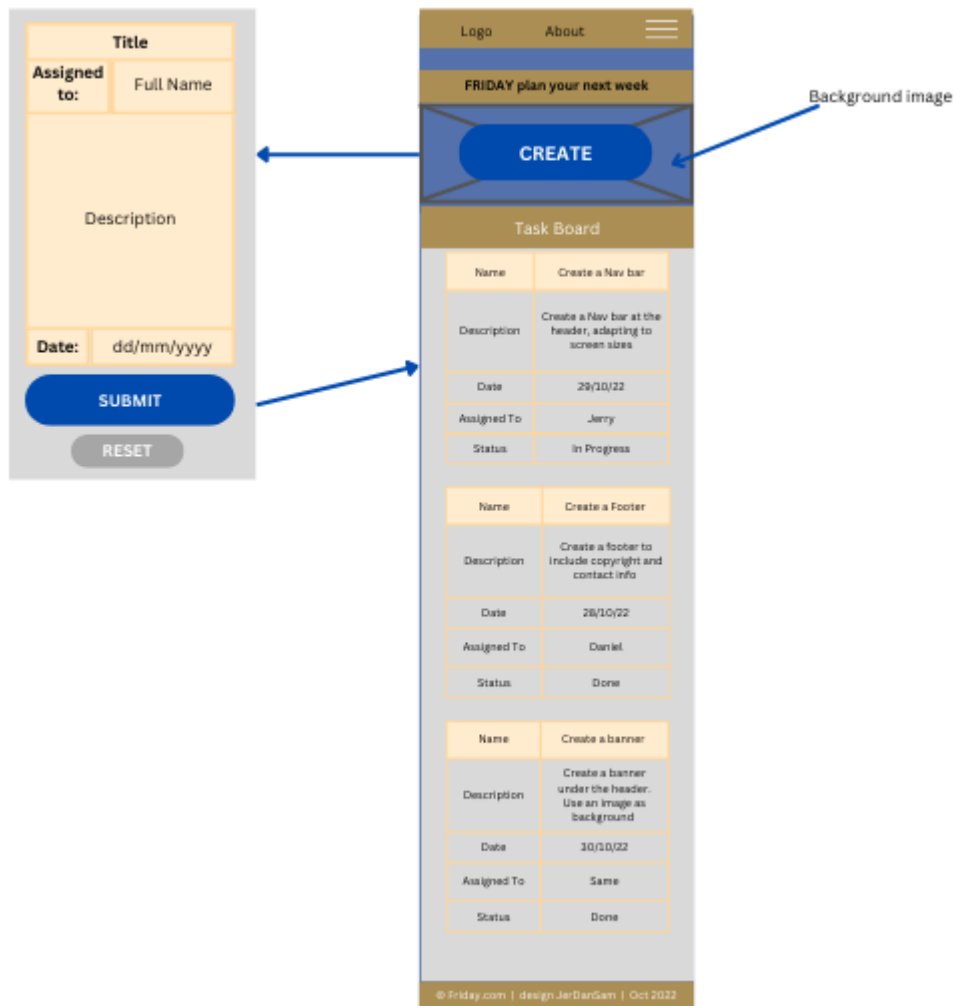 Title
Assigned to:
Full Name
Description
Date:
dd/mm/yyyy
SUBMIT
RESET
Logo About
FRIDAY plan your next week
CREATE
Background image
Task Board
Name Create a Nav bar
Description
Create a Nav bar at the
header, adapting to
screen sizes
Date 29/10/22
Assigned To Jerry
Status In Progress
Name Create a Footer
Description
Create a footer to
include copyright and
contact info
Date 28/10/22
Assigned To Daniel
Status Done
Name Create a banner
Description
Create a banner
under the header.
Use an image as
background
Date 30/10/22
Assigned To Same
Status Done
© Friday.com | design JerDanSam | Oct 2022